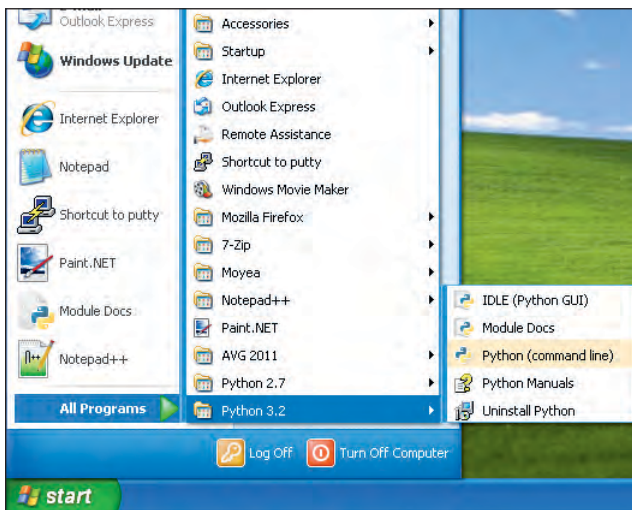 Outlook Express
Windows Update
Internet Explorer
Notepad
Shortcut to putty
Paint.NET
Module Docs
Notepad++
All Programs
Accessories
Startup
Internet Explorer
Outlook Express
Remote Assistance
Shortcut to putty
Windows Movie Maker
Mozilla Firefox
7-Zip
Moyea
Notepad++
Paint.NET
AVG 2011
Python 2.7
Python 3.2
IDLE (Python GUI)
Module Docs
Python (command line)
Python Manuals
Uninstall Python
Log Off
Turn Off Computer
start